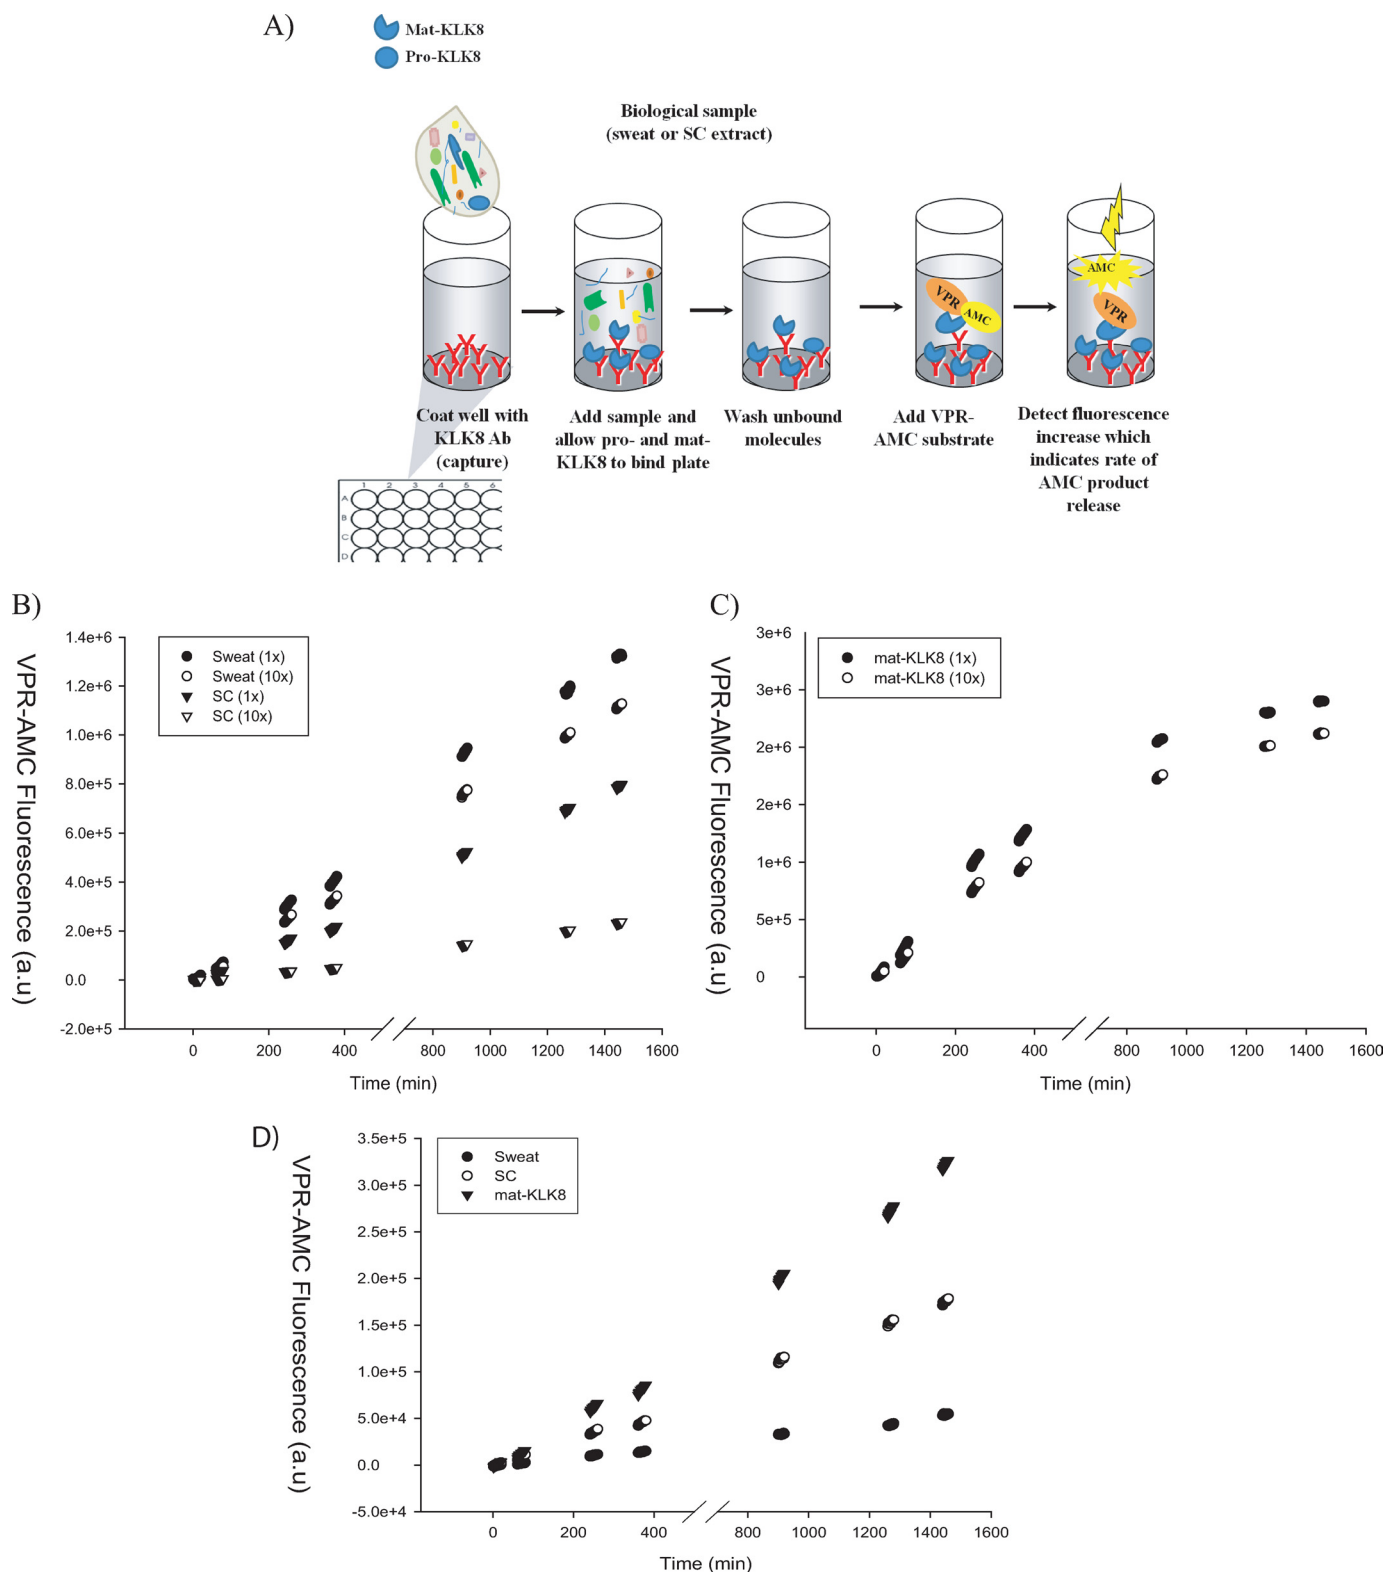 A)
Mat-KLK8
Pro-KLK8
Biological sample
(sweat or SC extract)
VPR
AMC
AMC
VPR
Y Y Y Y Y Y Y Y
Coat well with
KLK8 Ab
(capture)
Add sample and
allow pro- and mat-
KLK8 to bind plate
Wash unbound
molecules
Add VPR-
AMC substrate
Detect fluorescence
increase which
indicates rate of
AMC product
release
1 2 3 4 5 6
A
B
C
D
B)
VPR-AMC Fluorescence (a.u)
1.4e+6
1.2e+6
1.0e+6
8.0e+5
6.0e+5
4.0e+5
2.0e+5
0.0
-2.0e+5
Sweat (1x)
Sweat (10x)
SC (1x)
SC (10x)
0 200 400 800 1000 1200 1400 1600
Time (min)
C)
VPR-AMC Fluorescence (a.u)
3e+6
3e+6
2e+6
2e+6
1e+6
5e+5
0
mat-KLK8 (1x)
mat-KLK8 (10x)
0 200 400 800 1000 1200 1400 1600
Time (min)
D)
VPR-AMC Fluorescence (a.u)
3.5e+5
3.0e+5
2.5e+5
2.0e+5
1.5e+5
1.0e+5
5.0e+4
0.0
-5.0e+4
Sweat
SC
mat-KLK8
0 200 400 800 1000 1200 1400 1600
Time (min)